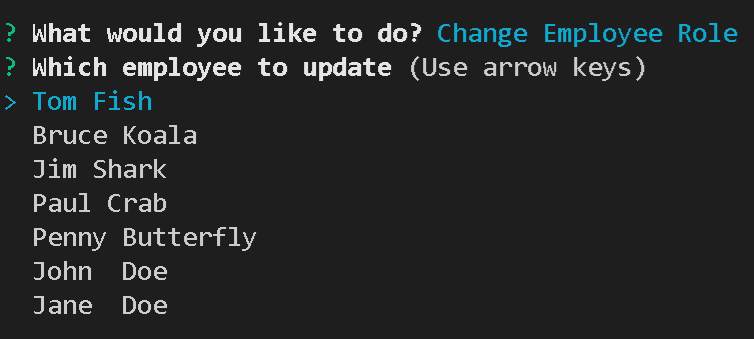 ? What would you like to do? Change Employee Role
? Which employee to update (Use arrow keys)
> Tom Fish
  Bruce Koala
  Jim Shark
  Paul Crab
  Penny Butterfly
  John  Doe
  Jane  Doe